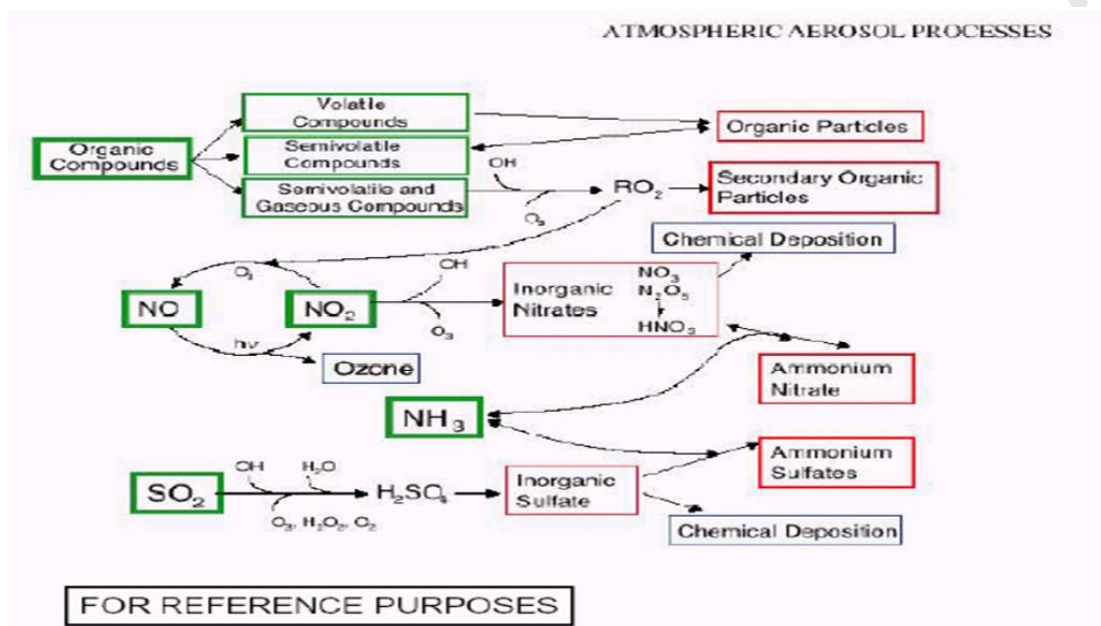 ATMOSPHERIC AEROSOL PROCESSES
Volatile
Compounds
Organic Particles
Organic
Compounds
Semivolatile
Compounds
OH
Semivolatile and
Gaseous Compounds
O₃
RO₂
Secondary Organic
Particles
Chemical Deposition
O₃
OH
NO
NO₂
O₃
Inorganic
Nitrates
NO₃
N₂O₅
HNO₃
hν
Ozone
Ammonium
Nitrate
NH₃
Ammonium
Sulfates
OH
H₂O
SO₂
H₂SO₄
O₃, H₂O₂, O₂
Inorganic
Sulfate
Chemical Deposition
FOR REFERENCE PURPOSES